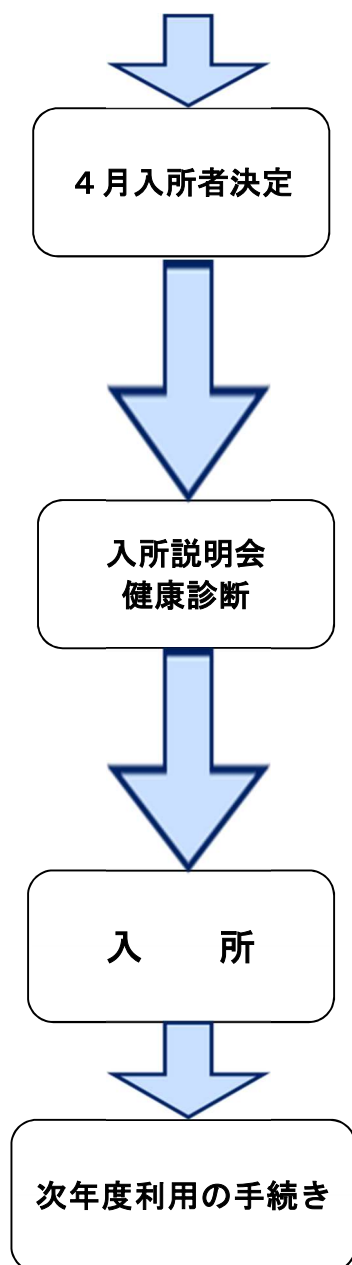 ４月入所者決定
入所説明会
健康診断
入　　所
次年度利用の手続き